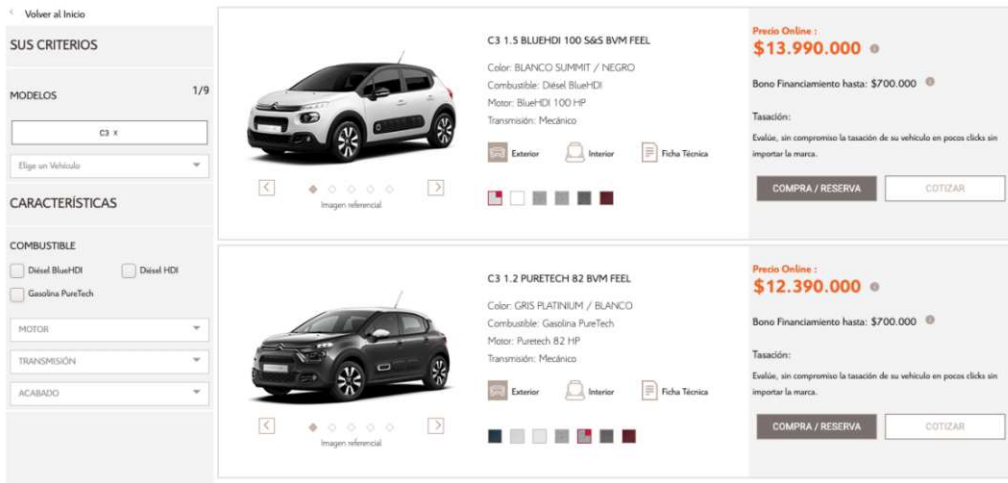 Volver al Inicio
SUS CRITERIOS
MODELOS 1/9
C3 x
Elige un Vehículo
CARACTERÍSTICAS
COMBUSTIBLE
Diésel BlueHDI Diésel HDI
Gasolina PureTech
MOTOR
TRANSMISIÓN
ACABADO
Imagen referencial
C3 1.5 BLUEHDI 100 S&S BVM FEEL
Color: BLANCO SUMMIT / NEGRO
Combustible: Diésel BlueHDI
Motor: BlueHDI 100 HP
Transmisión: Mecánico
Exterior Interior Ficha Técnica
Precio Online :
$13.990.000
Bono Financiamiento hasta: $700.000
Tasación:
Evalúe, sin compromiso la tasación de su vehículo en pocos clicks sin
importar la marca.
COMPRA / RESERVA COTIZAR
Imagen referencial
C3 1.2 PURETECH 82 BVM FEEL
Color: GRIS PLATINIUM / BLANCO
Combustible: Gasolina PureTech
Motor: Puretech 82 HP
Transmisión: Mecánico
Exterior Interior Ficha Técnica
Precio Online :
$12.390.000
Bono Financiamiento hasta: $700.000
Tasación:
Evalúe, sin compromiso la tasación de su vehículo en pocos clicks sin
importar la marca.
COMPRA / RESERVA COTIZAR